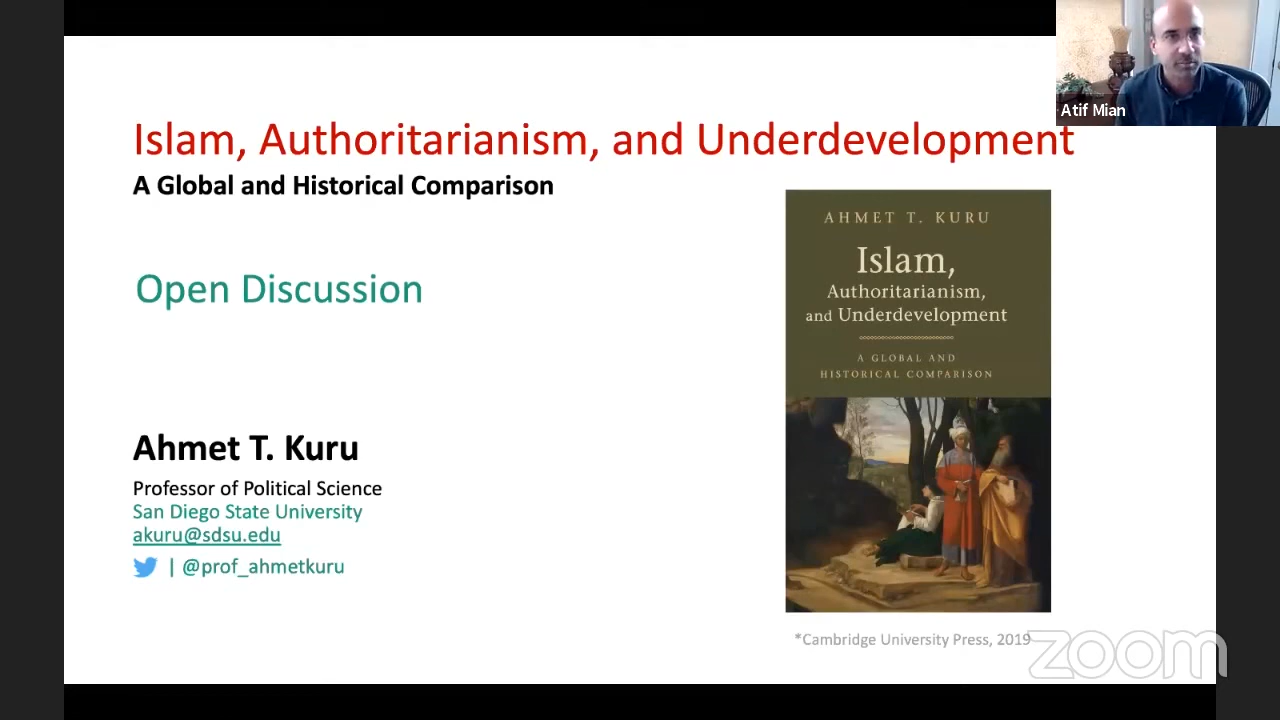 Atif Mian
Islam, Authoritarianism, and Underdevelopment
A Global and Historical Comparison
Open Discussion
Ahmet T. Kuru
Professor of Political Science
San Diego State University
akuru@sdsu.edu
| @prof_ahmetkuru
AHMET T. KURU
Islam,
Authoritarianism,
and Underdevelopment
A GLOBAL AND
HISTORICAL COMPARISON
*Cambridge University Press, 2019
zoom